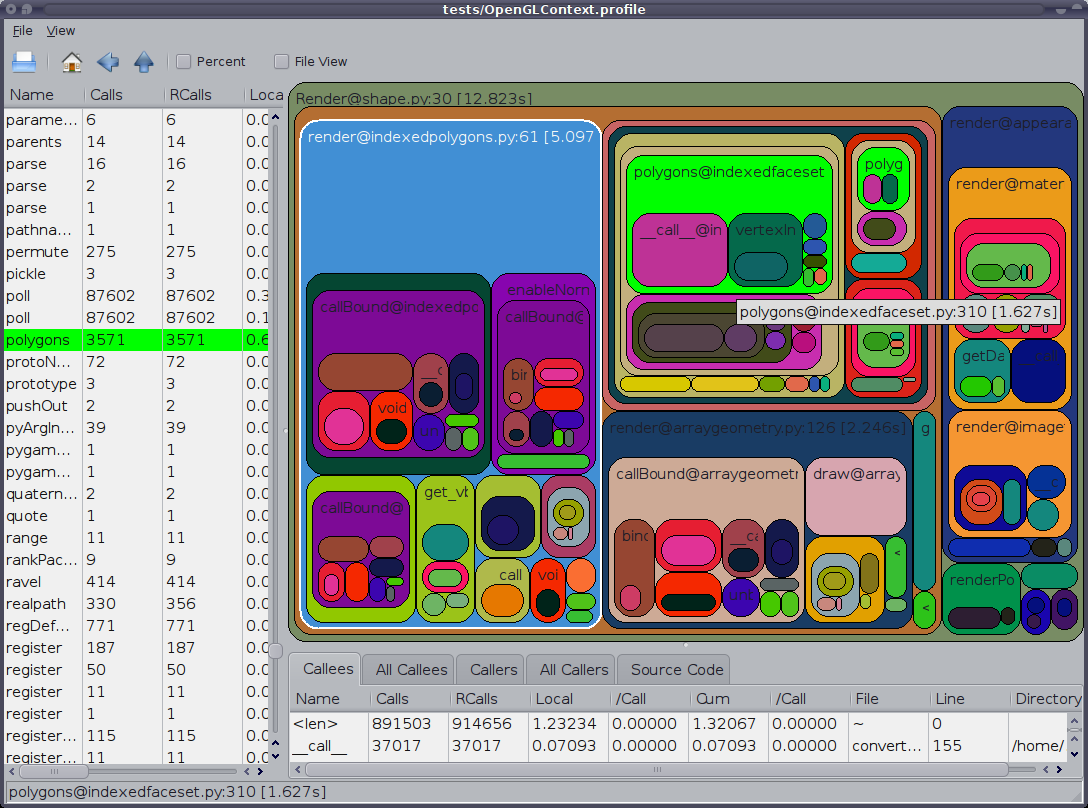 tests/OpenGLContext.profile
File View
Percent File View
Name Calls RCalls Loca
parame... 6 6 0.0
parents 14 14 0.0
parse 16 16 0.0
parse 2 2 0.0
parse 1 1 0.0
pathna... 1 1 0.0
permute 275 275 0.0
pickle 3 3 0.0
poll 87602 87602 0.3
poll 87602 87602 0.1
polygons 3571 3571 0.6
protoN... 72 72 0.0
prototype 3 3 0.0
pushOut 2 2 0.0
pyArgIn... 39 39 0.0
pygam... 1 1 0.0
pygam... 1 1 0.0
quatern... 2 2 0.0
quote 1 1 0.0
range 11 11 0.0
rankPac... 9 9 0.0
ravel 414 414 0.0
realpath 330 356 0.0
regDef... 771 771 0.0
register 187 187 0.0
register 50 50 0.0
register 11 11 0.0
register 1 1 0.0
register... 115 115 0.0
register... 11 11 0.0
Render@shape.py:30 [12.823s]
render@indexedpolygons.py:61 [5.097
callBound@indexedpo
enableNorn
callBound@
bir
void
callBound@
get_vb
call
voi
polygons@indexedfaceset
__call__@in
vertexIn
polyg
polygons@indexedfaceset.py:310 [1.627s]
render@arraygeometry.py:126 [2.246s]
g
callBound@arraygeometr
draw@array
bind
__ca
unt
<
<
render@appeara
render@mater
getDa
call
render@image
renderPo
Callees All Callees Callers All Callers Source Code
Name Calls RCalls Local /Call Cum /Call File Line Directory
<len> 891503 914656 1.23234 0.00000 1.32067 0.00000 ~ 0
__call__ 37017 37017 0.07093 0.00000 0.07093 0.00000 convert... 155 /home/
polygons@indexedfaceset.py:310 [1.627s]